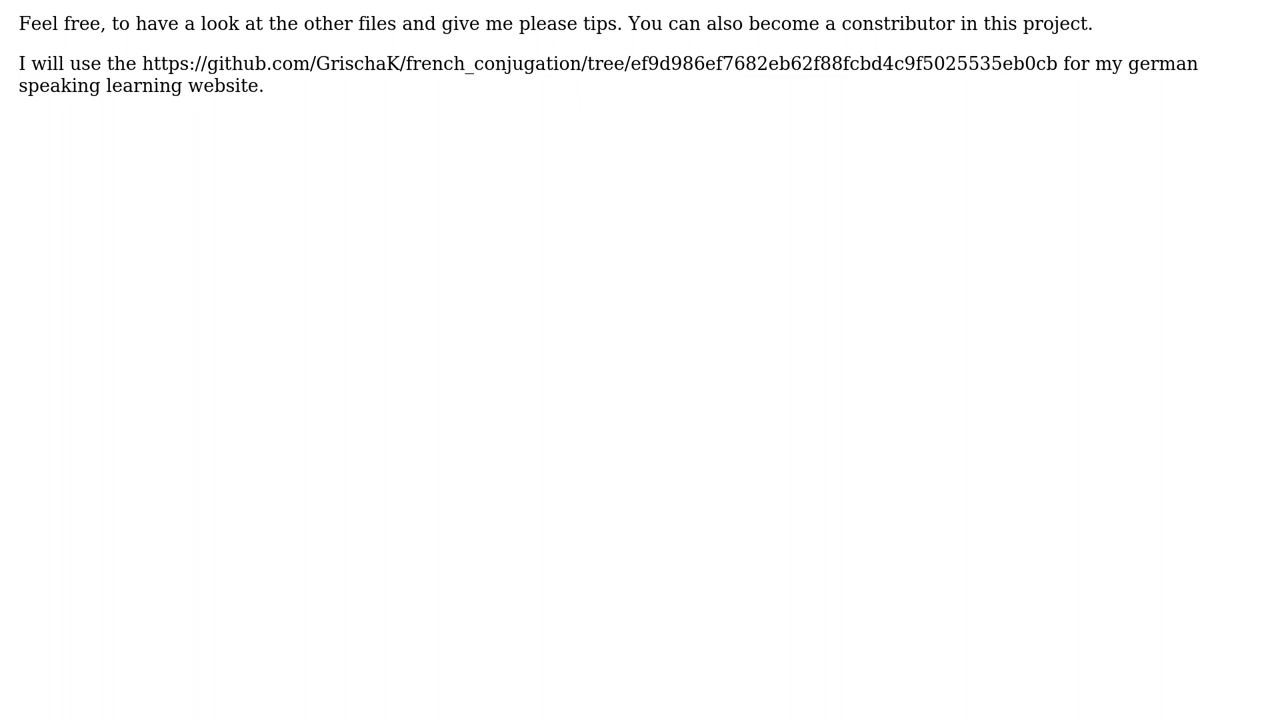 Feel free, to have a look at the other files and give me please tips. You can also become a constributor in this project.
I will use the https://github.com/GrischaK/french_conjugation/tree/ef9d986ef7682eb62f88fcbd4c9f5025535eb0cb for my german
speaking learning website.